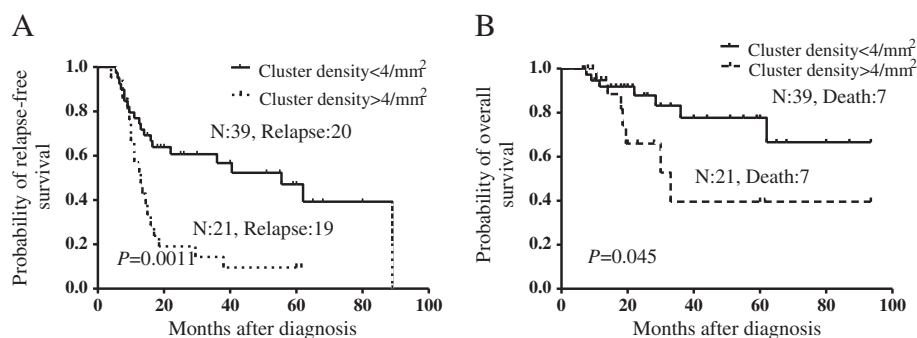 A
Probability of relapse-free
survival
1.0
0.8
0.6
0.4
0.2
0.0
Cluster density<4/mm²
Cluster density>4/mm²
N:39, Relapse:20
N:21, Relapse:19
P=0.0011
0 20 40 60 80 100
Months after diagnosis
B
Probability of overall
survival
1.0
0.8
0.6
0.4
0.2
0.0
Cluster density<4/mm²
Cluster density>4/mm²
N:39, Death:7
N:21, Death:7
P=0.045
0 20 40 60 80 100
Months after diagnosis